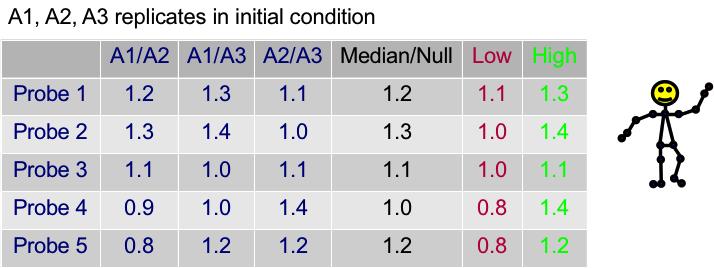 A1, A2, A3 replicates in initial condition
A1/A2 A1/A3 A2/A3 Median/Null Low High
Probe 1 1.2 1.3 1.1 1.2 1.1 1.3
Probe 2 1.3 1.4 1.0 1.3 1.0 1.4
Probe 3 1.1 1.0 1.1 1.1 1.0 1.1
Probe 4 0.9 1.0 1.4 1.0 0.8 1.4
Probe 5 0.8 1.2 1.2 1.2 0.8 1.2